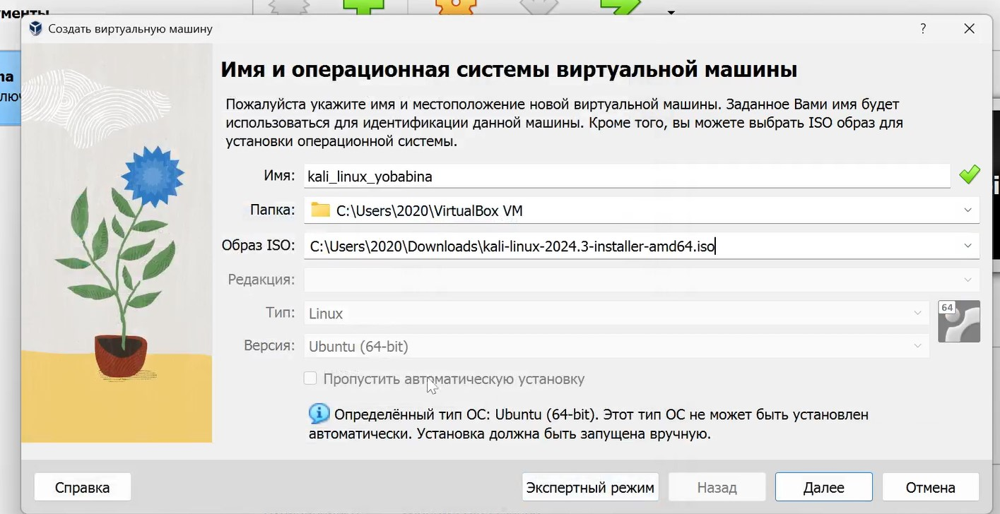 Создать виртуальную машину
?
Имя и операционная системы виртуальной машины
Пожалуйста укажите имя и местоположение новой виртуальной машины. Заданное Вами имя будет
использоваться для идентификации данной машины. Кроме того, вы можете выбрать ISO образ для
установки операционной системы.
Имя: kali_linux_yobabina
Папка: C:\Users\2020\VirtualBox VM
Образ ISO: C:\Users\2020\Downloads\kali-linux-2024.3-installer-amd64.iso
Редакция:
Тип: Linux
64
Версия: Ubuntu (64-bit)
Пропустить автоматическую установку
Определённый тип ОС: Ubuntu (64-bit). Этот тип ОС не может быть установлен
автоматически. Установка должна быть запущена вручную.
Справка Экспертный режим Назад Далее Отмена